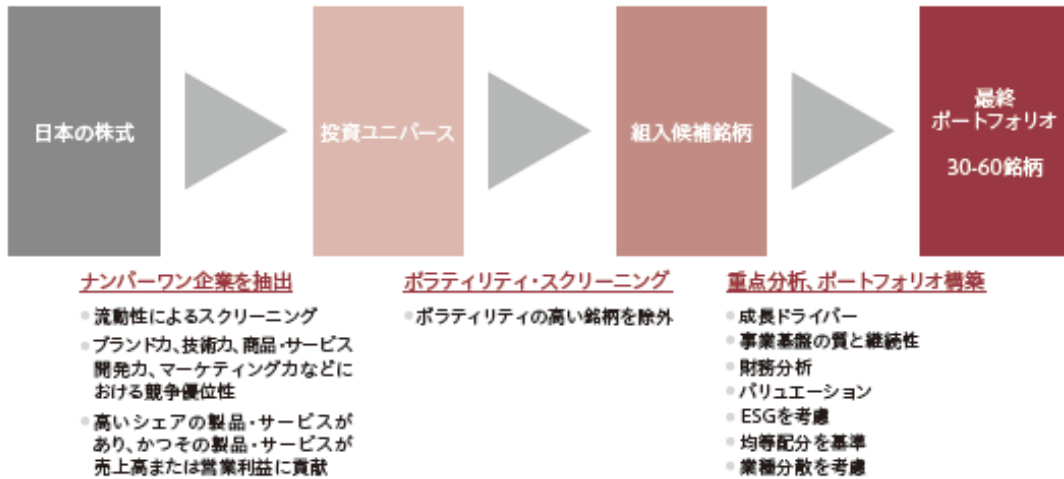 日本の株式
投資ユニバース
組入候補銘柄
最終
ポートフォリオ
30-60銘柄
ナンバーワン企業を抽出
流動性によるスクリーニング
ブランド力、技術力、商品・サービス
開発力、マーケティング力などに
おける競争優位性
高いシェアの製品・サービスが
あり、かつその製品・サービスが
売上高または営業利益に貢献
ボラティリティ・スクリーニング
ボラティリティの高い銘柄を除外
重点分析、ポートフォリオ構築
成長ドライバー
事業基盤の質と継続性
財務分析
バリュエーション
ESGを考慮
均等配分を基準
業種分散を考慮